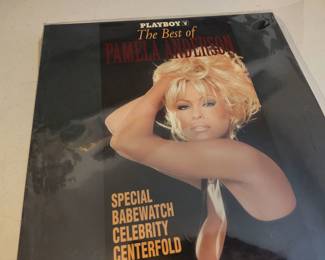 PLAYBOY
The Best of
PAMELA ANDERSON
SPECIAL
BABEWATCH
CELEBRITY
CENTERFOLD